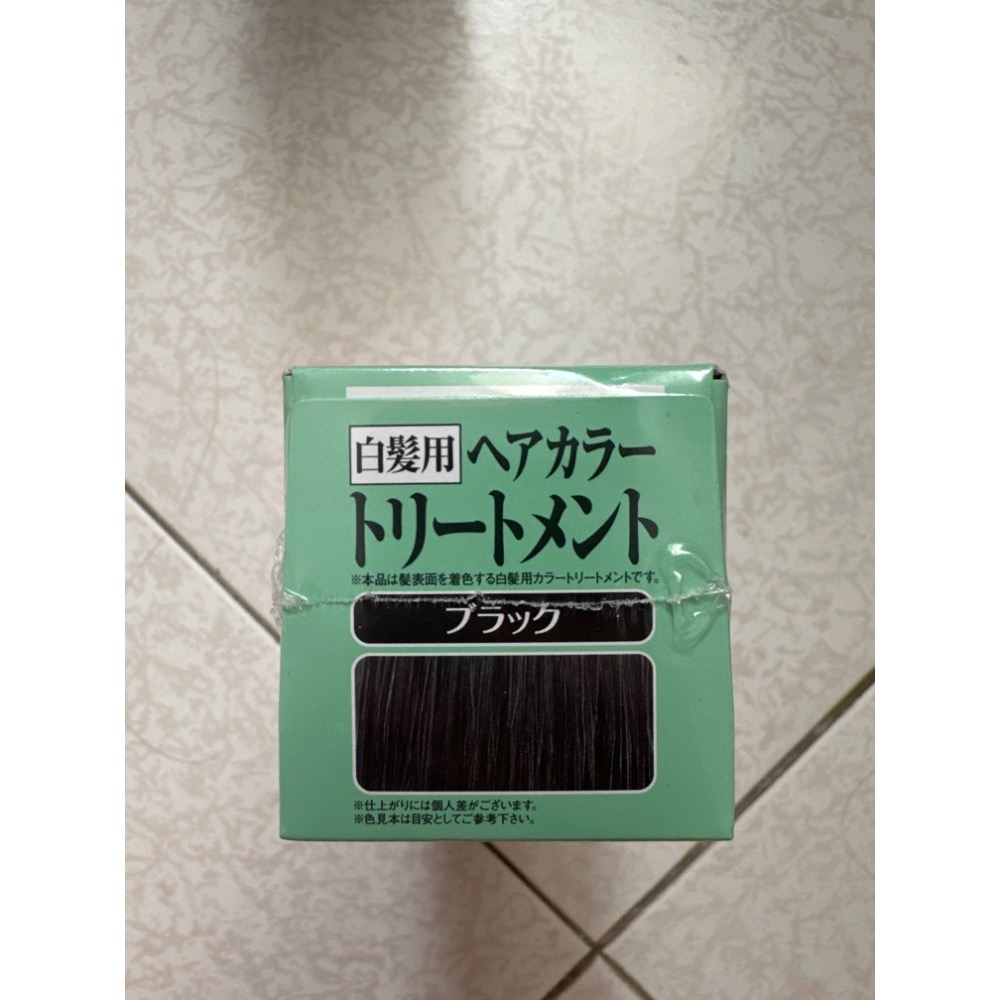 白髪用 ヘアカラー
トリートメント
※本品は髪表面を着色する白髪用カラートリートメントです。
ブラック
※仕上がりには個人差がございます。
※色見本は目安としてご参考下さい。